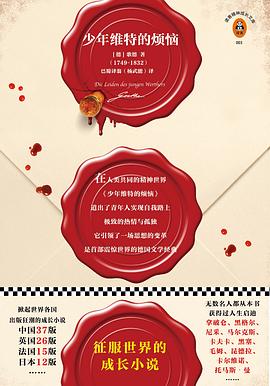 少年维特的烦恼
[德] 歌德 著
(1749-1832)
巴蜀译翁（杨武能）译
Die Leiden des jungen Werthers
Goethe
003
在人类共同的精神世界
《少年维特的烦恼》
道出了青年人实现自我路上
极致的热情与孤独
它引领了一场思想的变革
是首部震惊世界的德国文学经典
掀起世界各国
出版狂潮的成长小说
中国37版
英国26版
法国15版
日本12版
征服世界的
成长小说
无数名人都从本书
获得过人生启迪
拿破仑、黑格尔、
尼采、马尔克斯、
卡夫卡、黑塞、
毛姆、昆德拉、
卡尔维诺、
托马斯·曼